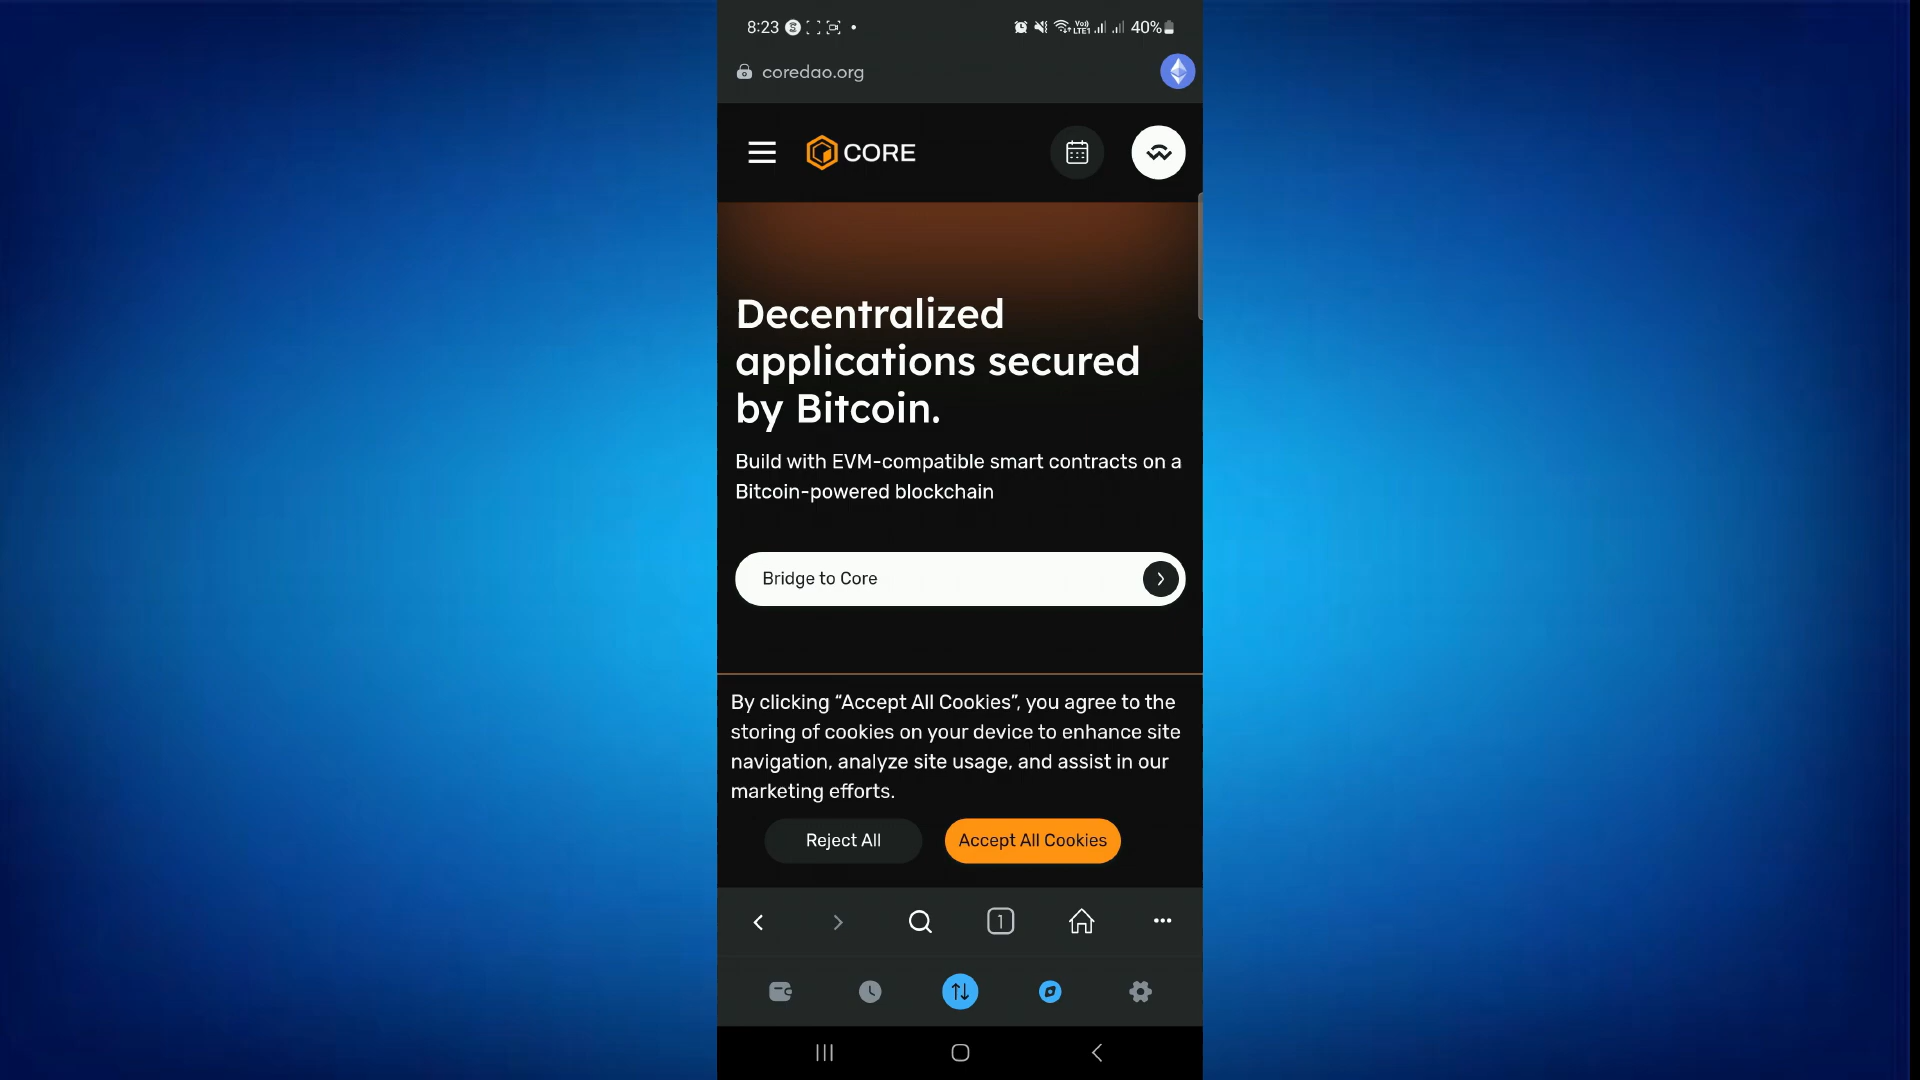 8:23
40%
coredao.org
CORE
Decentralized
applications secured
by Bitcoin.
Build with EVM-compatible smart contracts on a
Bitcoin-powered blockchain
Bridge to Core
By clicking “Accept All Cookies”, you agree to the
storing of cookies on your device to enhance site
navigation, analyze site usage, and assist in our
marketing efforts.
Reject All
Accept All Cookies
1